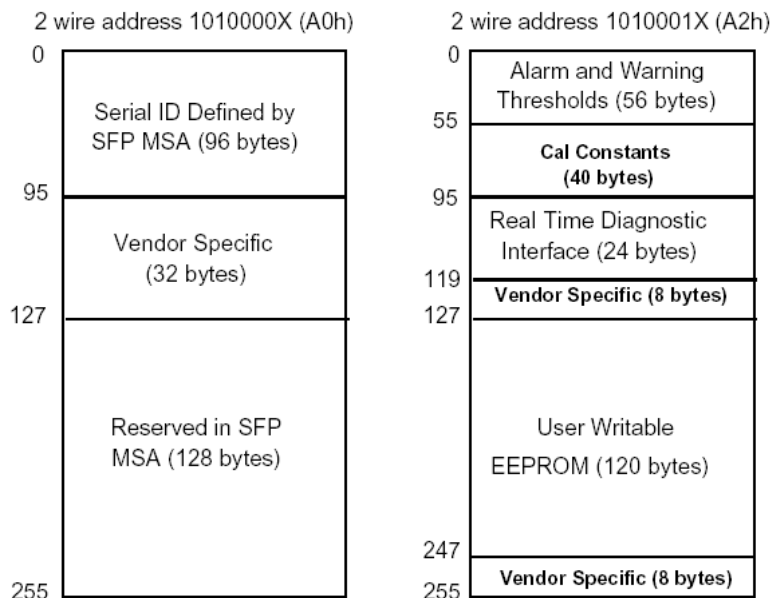 2 wire address 1010000X (A0h)
0
Serial ID Defined by
SFP MSA (96 bytes)
95
Vendor Specific
(32 bytes)
127
Reserved in SFP
MSA (128 bytes)
255
2 wire address 1010001X (A2h)
0
Alarm and Warning
Thresholds (56 bytes)
55
Cal Constants
(40 bytes)
95
Real Time Diagnostic
Interface (24 bytes)
119
Vendor Specific (8 bytes)
127
User Writable
EEPROM (120 bytes)
247
Vendor Specific (8 bytes)
255